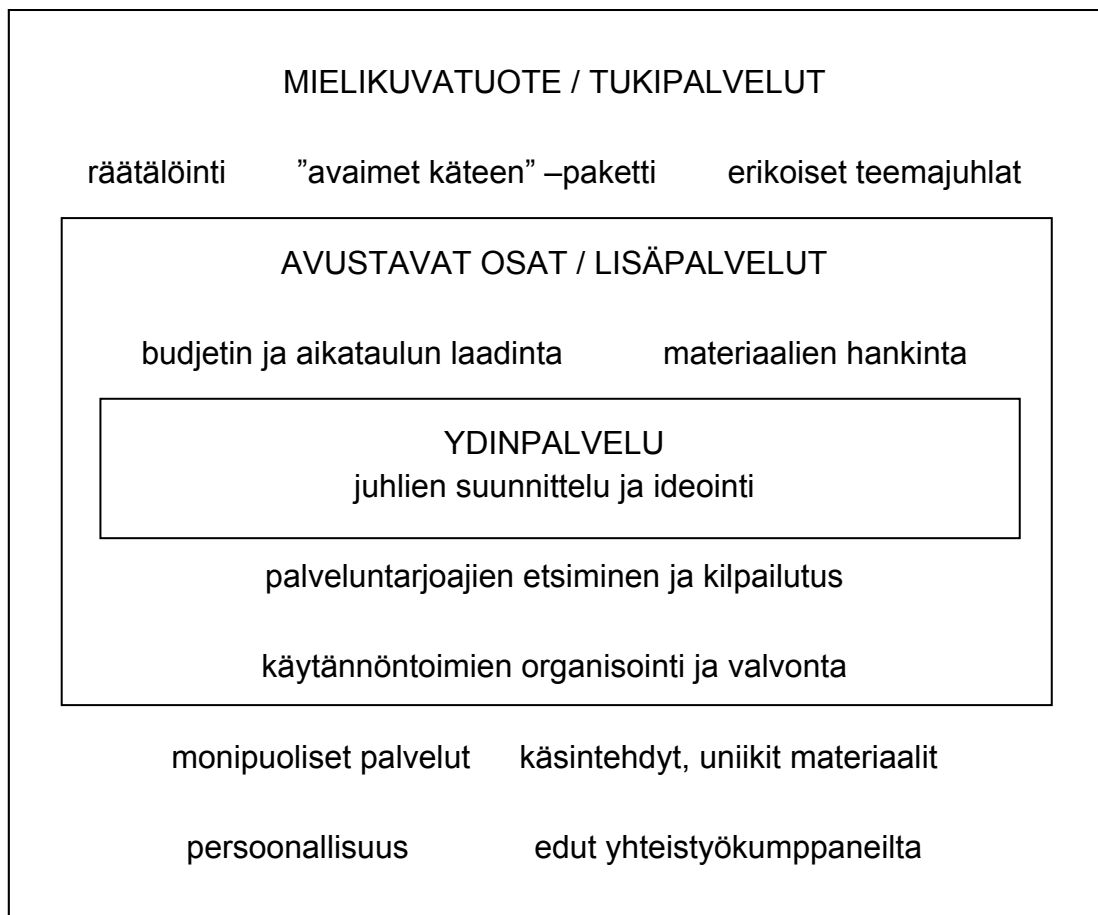 MIELIKUVATUOTE / TUKIPALVELUT
räätälöinti ”avaimet käteen” –paketti erikoiset teemajuhlat
AVUSTAVAT OSAT / LISÄPALVELUT
budjetin ja aikataulun laadinta materiaalien hankinta
YDINPALVELU
juhlien suunnittelu ja ideointi
palveluntarjoajien etsiminen ja kilpailutus
käytännöntoimien organisointi ja valvonta
monipuoliset palvelut käsintehdyt, uniikit materiaalit
persoonallisuus edut yhteistyökumppaneilta